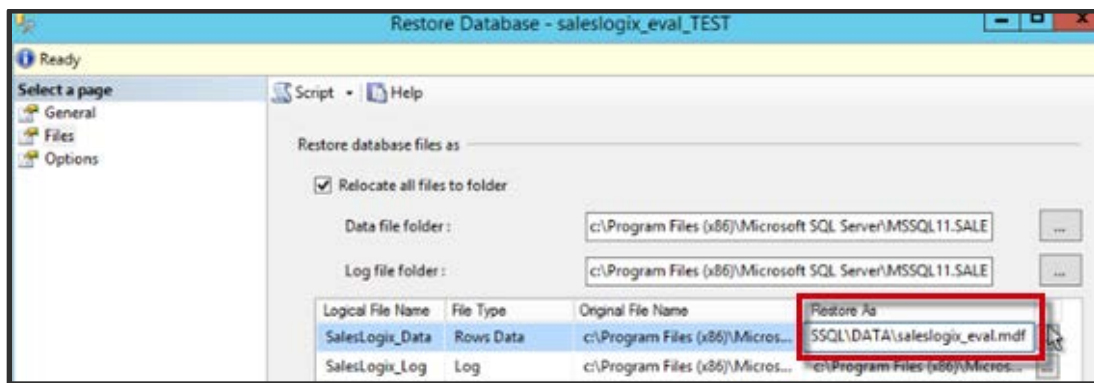 Restore Database - saleslogix_eval_TEST
Ready
Select a page
General
Files
Options
Script Help
Restore database files as
Relocate all files to folder
Data file folder : c:\Program Files (x86)\Microsoft SQL Server\MSSQL11.SALE ...
Log file folder : c:\Program Files (x86)\Microsoft SQL Server\MSSQL11.SALE ...
Logical File Name File Type Original File Name Restore As
SalesLogix_Data Rows Data c:\Program Files (x86)\Micros... SSQL\DATA\saleslogix_eval.mdf
SalesLogix_Log Log c:\Program Files (x86)\Micros... c:\Program Files (x86)\Micros...